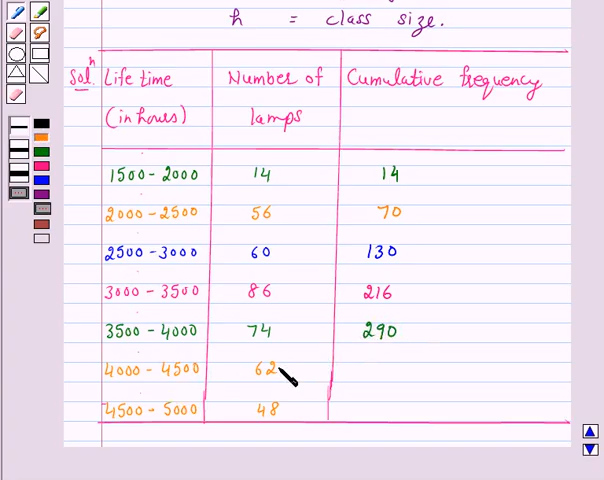 h = class size.
Solⁿ Life time Number of Cumulative frequency
(in hours) lamps
1500-2000 14 14
2000-2500 56 70
2500-3000 60 130
3000-3500 86 216
3500-4000 74 290
4000-4500 62
4500-5000 48